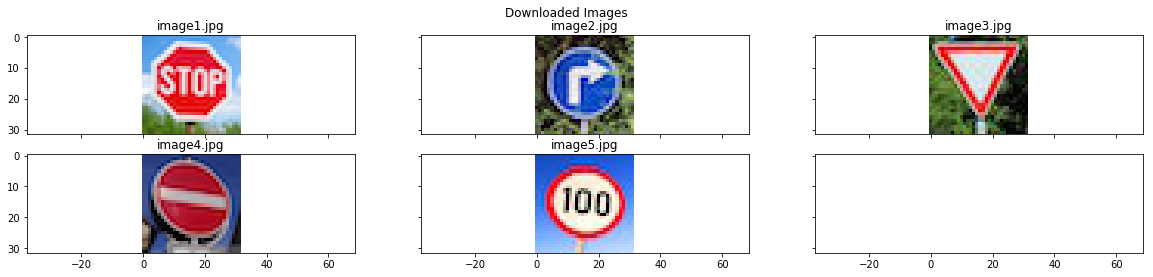 Downloaded Images
image1.jpg image2.jpg image3.jpg
0
10
20
30
STOP
image4.jpg image5.jpg
0
10
20
30
100
−20 0 20 40 60 −20 0 20 40 60 −20 0 20 40 60